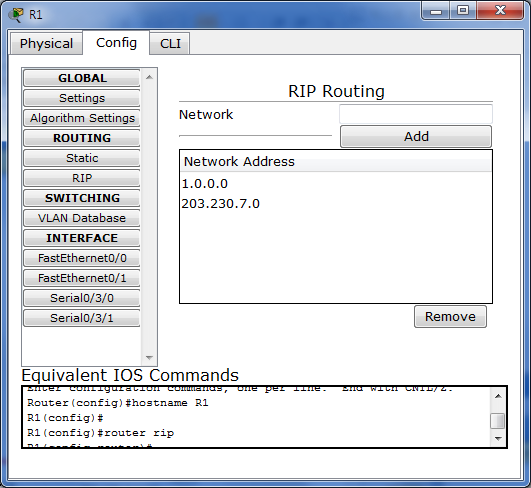 R1
Physical
Config
CLI
GLOBAL
Settings
Algorithm Settings
ROUTING
Static
RIP
SWITCHING
VLAN Database
INTERFACE
FastEthernet0/0
FastEthernet0/1
Serial0/3/0
Serial0/3/1
RIP Routing
Network
Add
Network Address
1.0.0.0
203.230.7.0
Remove
Equivalent IOS Commands
Enter configuration commands, one per line. End with CNTL/Z.
Router(config)#hostname R1
R1(config)#
R1(config)#router rip
R1(config-router)#